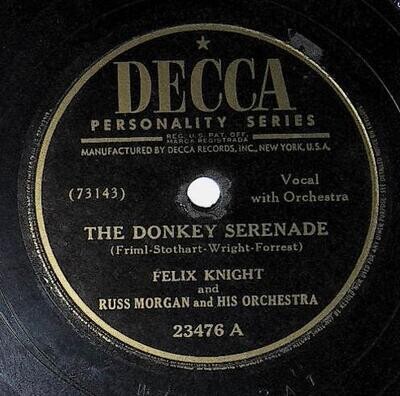 DECCA
PERSONALITY SERIES
REG. U.S. PAT. OFF.
MARCA REGISTRADA
MANUFACTURED BY DECCA RECORDS, INC., NEW YORK, U.S.A.
(73143)
Vocal
with Orchestra
THE DONKEY SERENADE
(Friml-Stothart-Wright-Forrest)
FELIX KNIGHT
and
RUSS MORGAN and HIS ORCHESTRA
23476 A